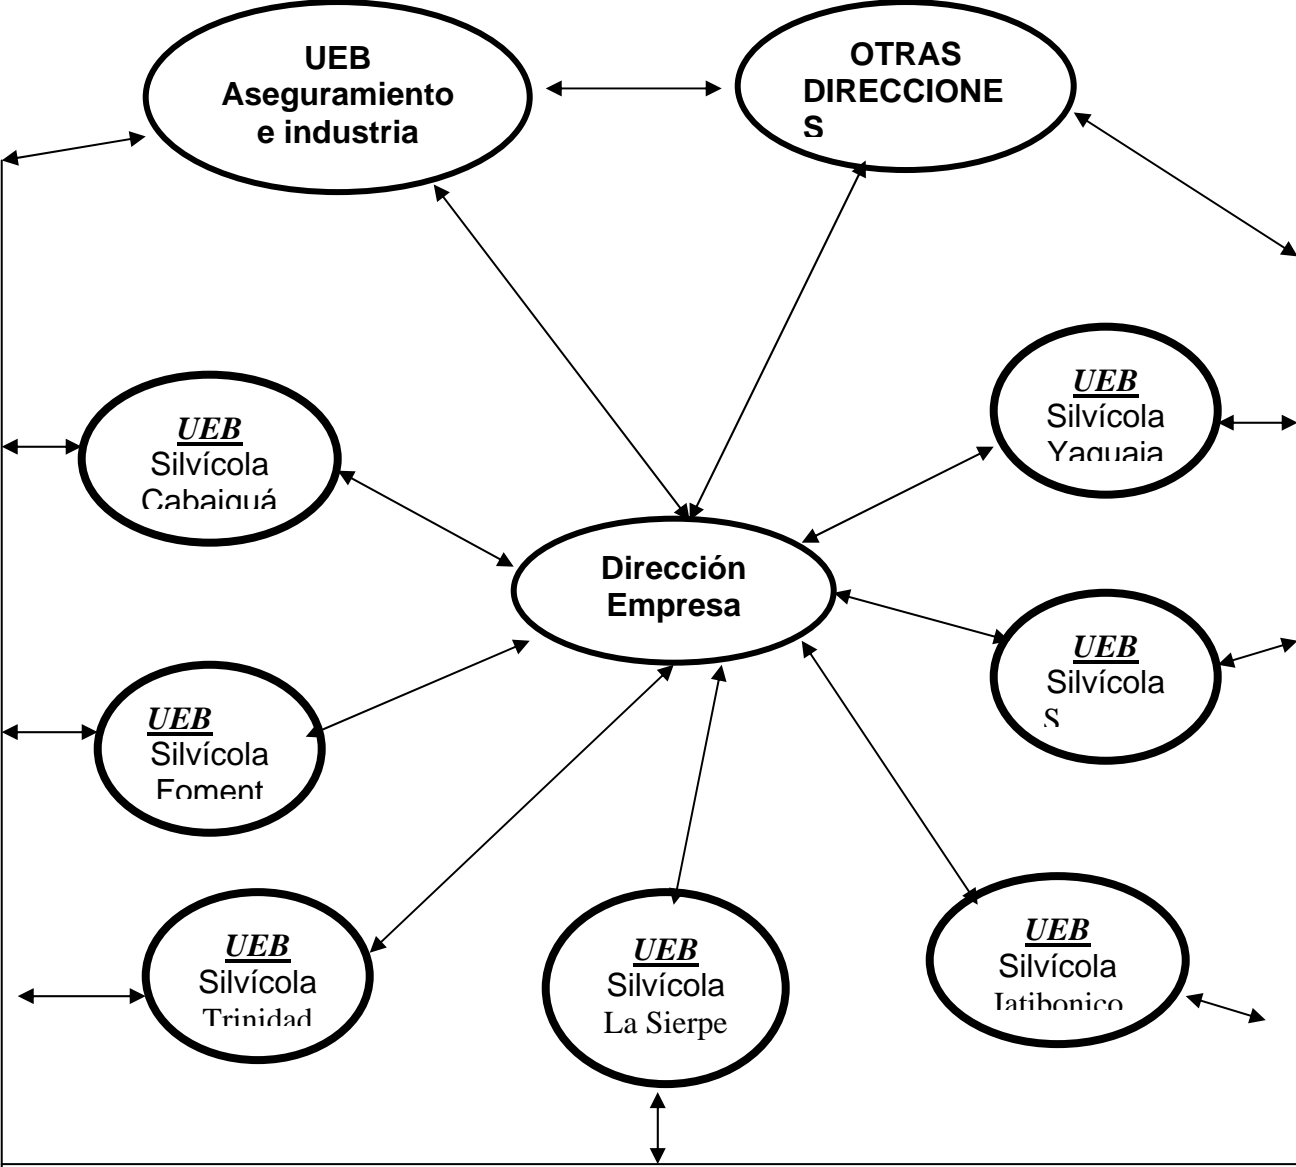 UEB
Aseguramiento
e industria
OTRAS
DIRECCIONE
S
UEB
Silvícola
Yaguaja
UEB
Silvícola
Cabaiguá
Dirección
Empresa
UEB
Silvícola
S
UEB
Silvícola
Foment
UEB
Silvícola
Trinidad
UEB
Silvícola
La Sierpe
UEB
Silvícola
Jatibonico